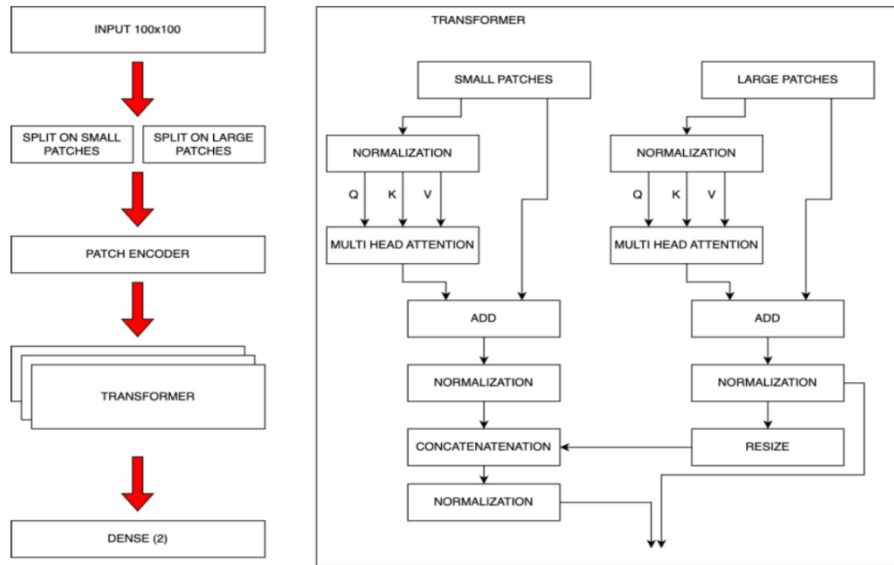 INPUT 100x100
SPLIT ON SMALL
PATCHES
SPLIT ON LARGE
PATCHES
PATCH ENCODER
TRANSFORMER
DENSE (2)
TRANSFORMER
SMALL PATCHES
LARGE PATCHES
NORMALIZATION
NORMALIZATION
Q K V
Q K V
MULTI HEAD ATTENTION
MULTI HEAD ATTENTION
ADD
ADD
NORMALIZATION
NORMALIZATION
CONCATENATENATION
RESIZE
NORMALIZATION